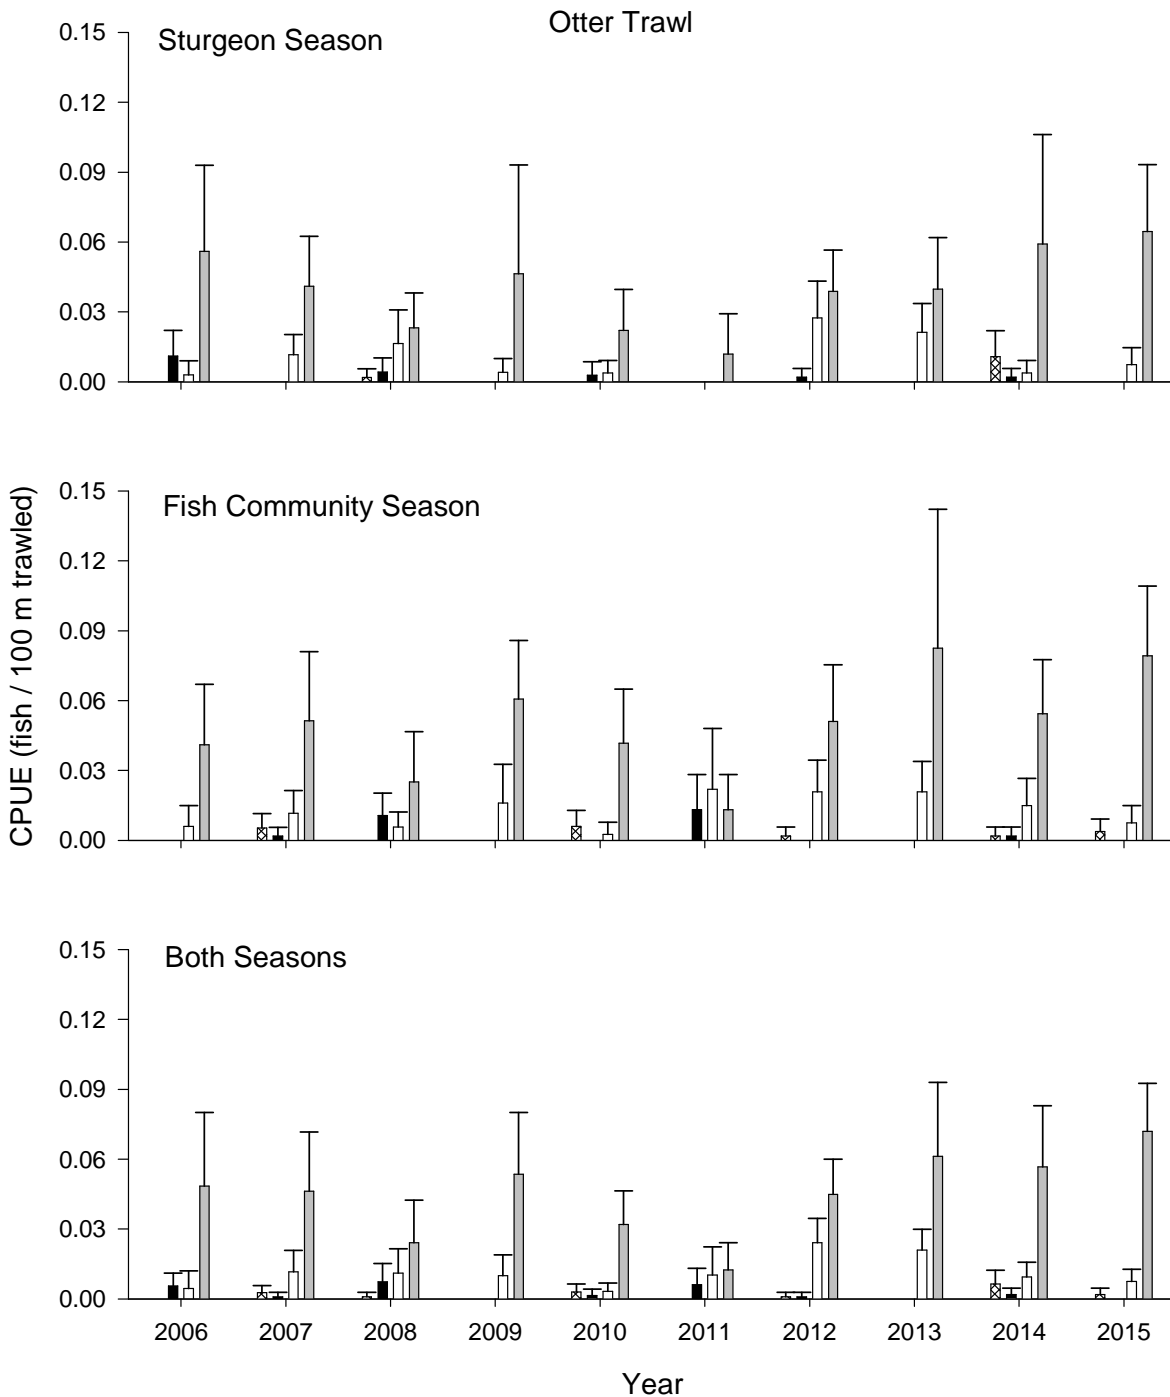 Otter Trawl
Sturgeon Season
0.15
0.12
0.09
0.06
0.03
0.00
Fish Community Season
0.15
0.12
0.09
0.06
0.03
0.00
CPUE (fish / 100 m trawled)
Both Seasons
0.15
0.12
0.09
0.06
0.03
0.00
2006 2007 2008 2009 2010 2011 2012 2013 2014 2015
Year